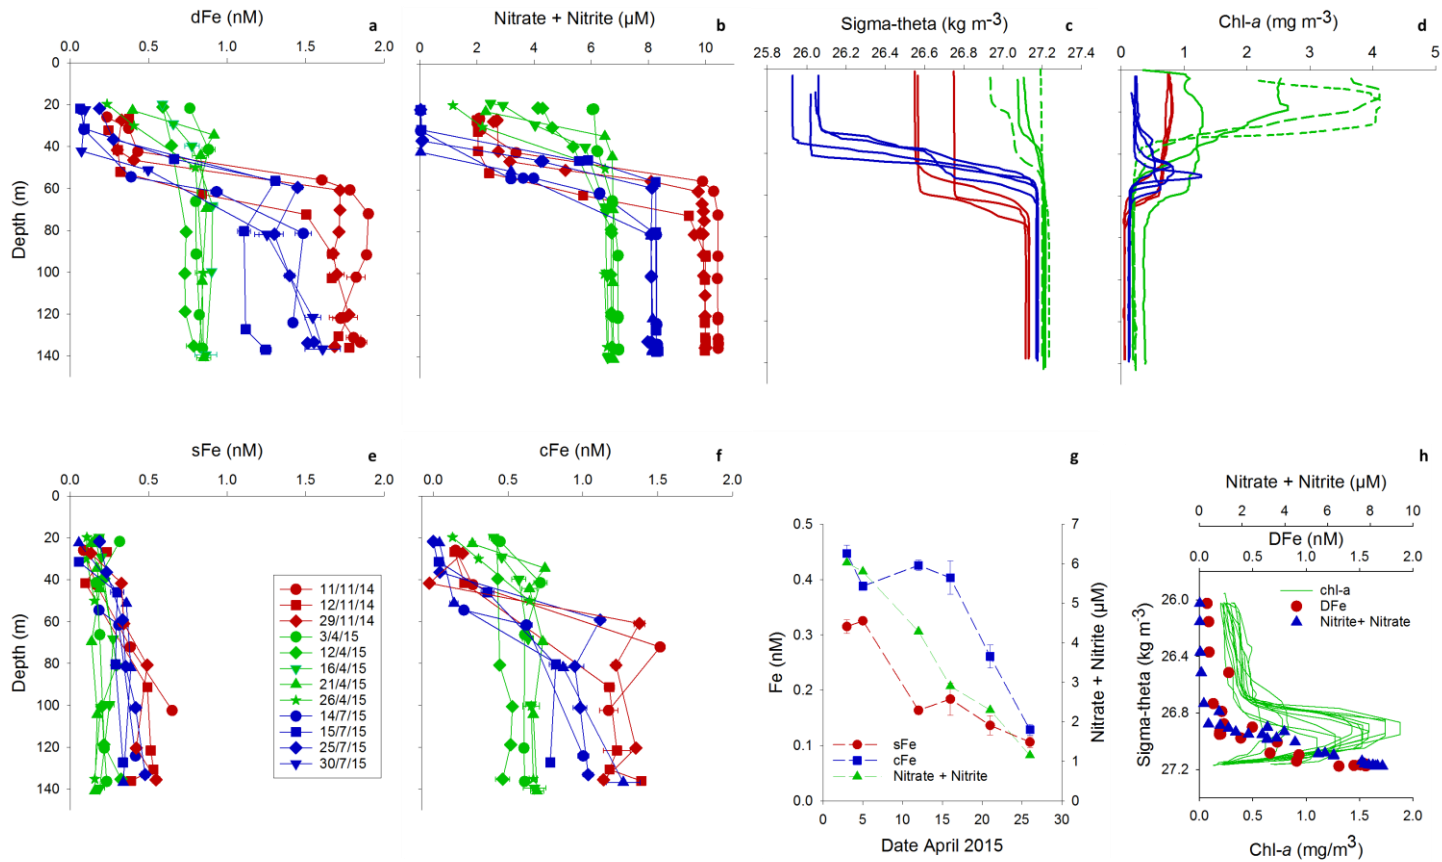 dFe (nM)
a
0.0 0.5 1.0 1.5 2.0
0
20
40
60
80
100
120
140
Depth (m)
Nitrate + Nitrite (µM)
b
0 2 4 6 8 10
Sigma-theta (kg m-3)
c
25.8 26.0 26.2 26.4 26.6 26.8 27.0 27.2 27.4
Chl-a (mg m-3)
d
0 1 2 3 4 5
sFe (nM)
e
0.0 0.5 1.0 1.5 2.0
0
20
40
60
80
100
120
140
Depth (m)
11/11/14
12/11/14
29/11/14
3/4/15
12/4/15
16/4/15
21/4/15
26/4/15
14/7/15
15/7/15
25/7/15
30/7/15
cFe (nM)
f
0.0 0.5 1.0 1.5 2.0
g
0.5
0.4
0.3
0.2
0.1
0.0
Fe (nM)
7
6
5
4
3
2
1
0
Nitrate + Nitrite (µM)
sFe
cFe
Nitrate + Nitrite
0 5 10 15 20 25 30
Date April 2015
h
Nitrate + Nitrite (µM)
0 2 4 6 8 10
DFe (nM)
0.0 0.5 1.0 1.5 2.0
chl-a
DFe
Nitrite+ Nitrate
26.0
26.4
26.8
27.2
Sigma-theta (kg m-3)
0.0 0.5 1.0 1.5 2.0
Chl-a (mg/m3)